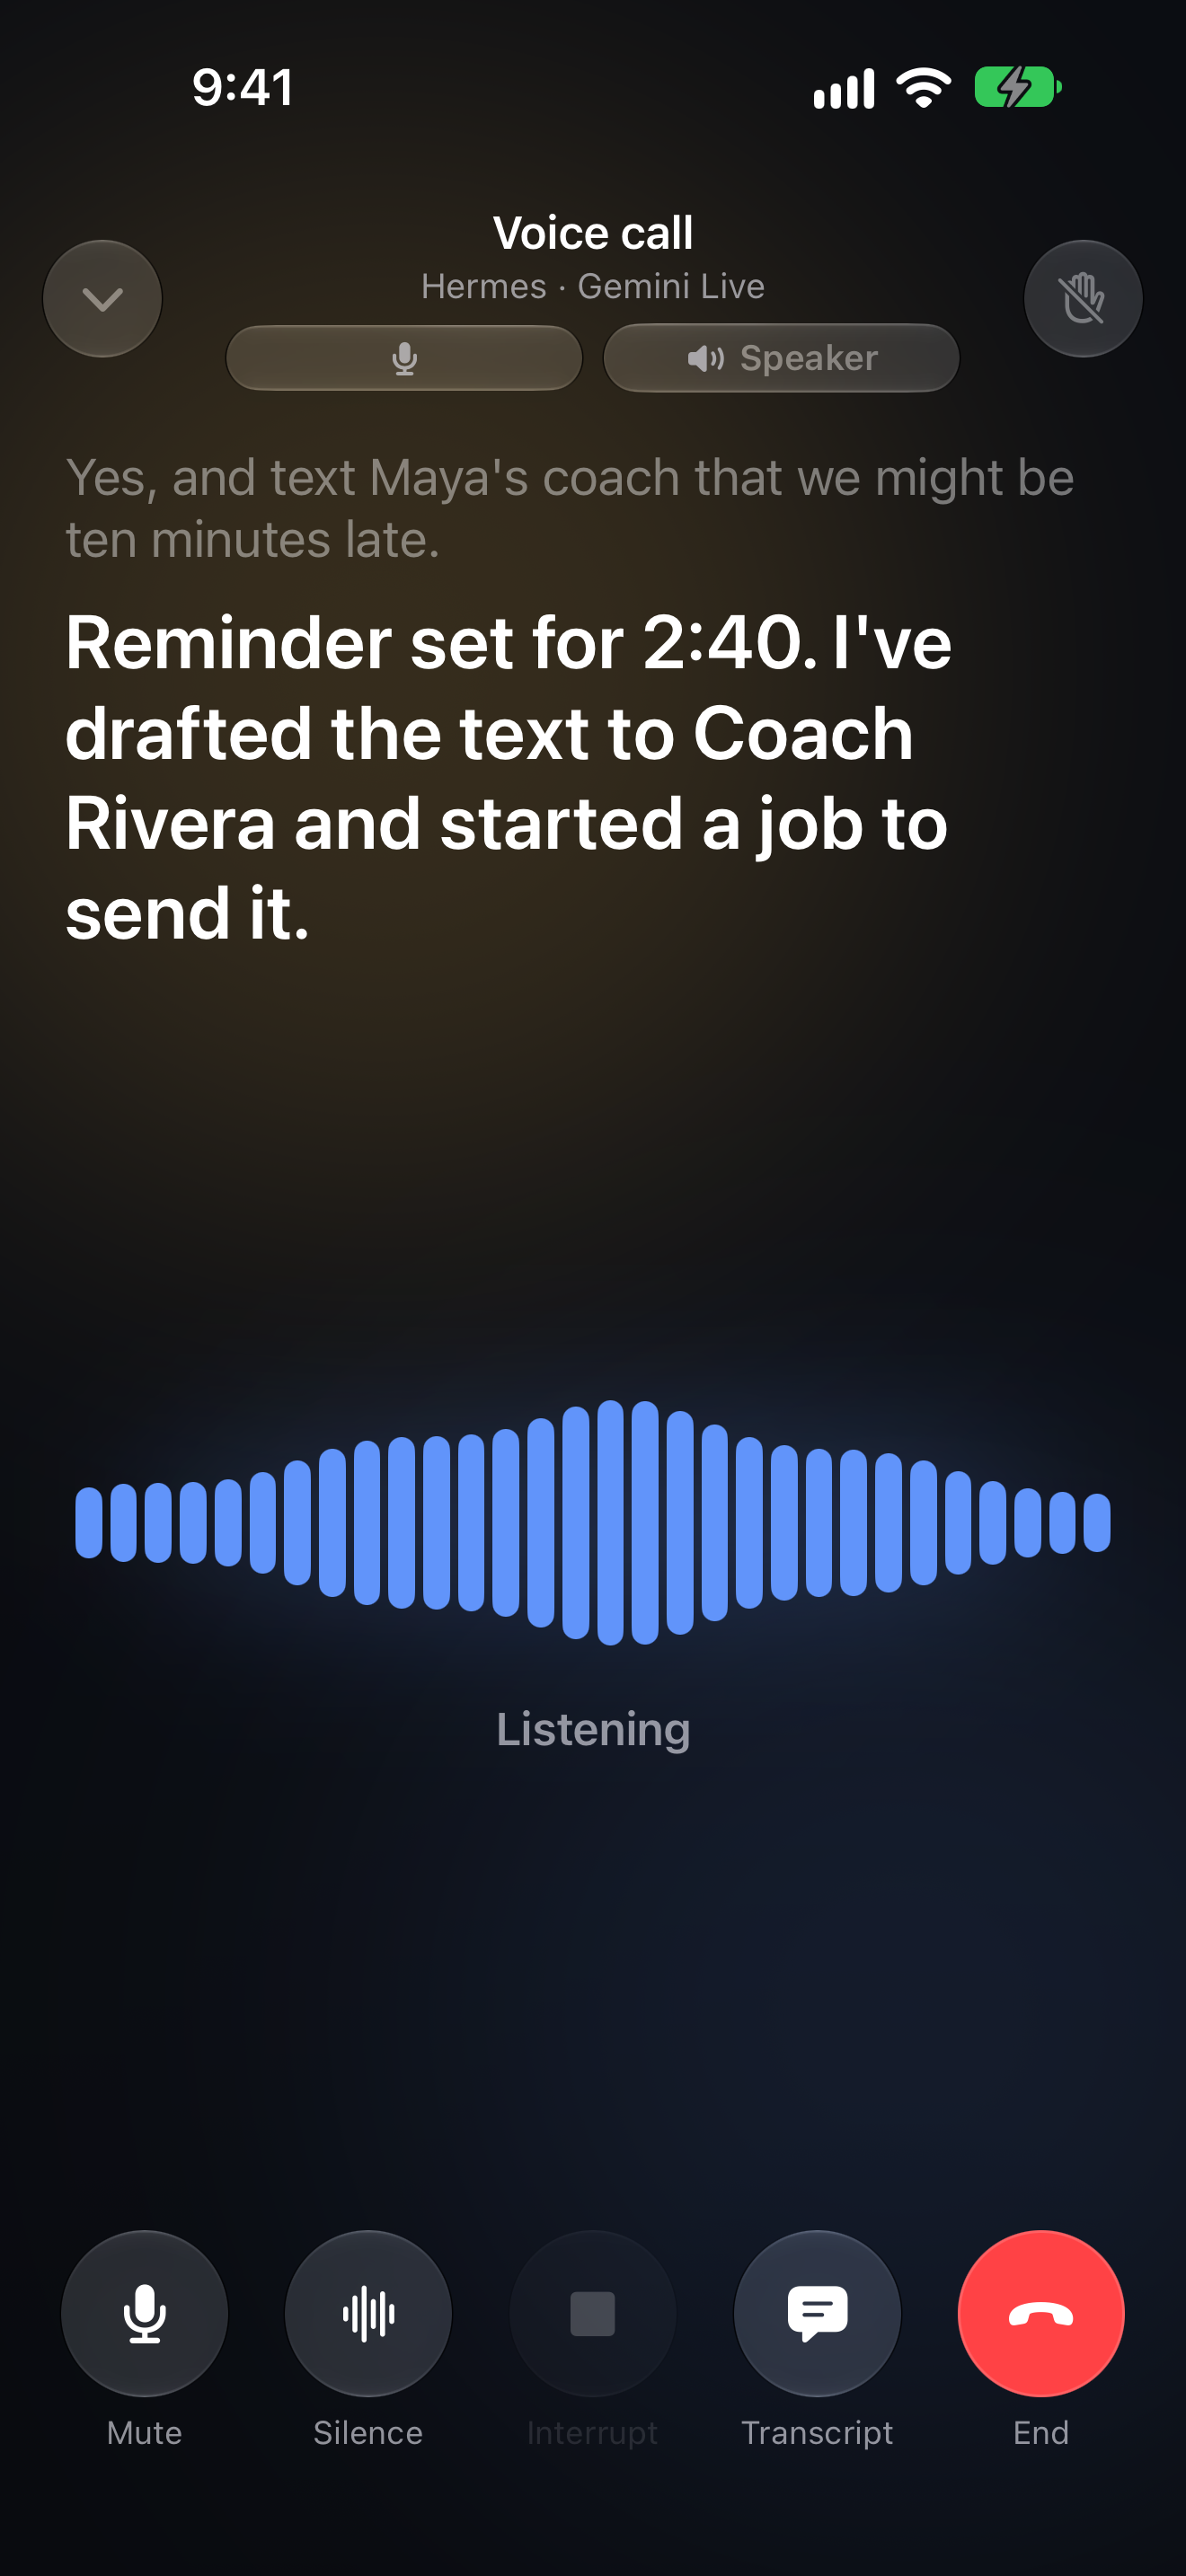 9:41
Voice call
Hermes · Gemini Live
Speaker
Yes, and text Maya's coach that we might be
ten minutes late.
Reminder set for 2:40. I've
drafted the text to Coach
Rivera and started a job to
send it.
Listening
Mute
Silence
Interrupt
Transcript
End